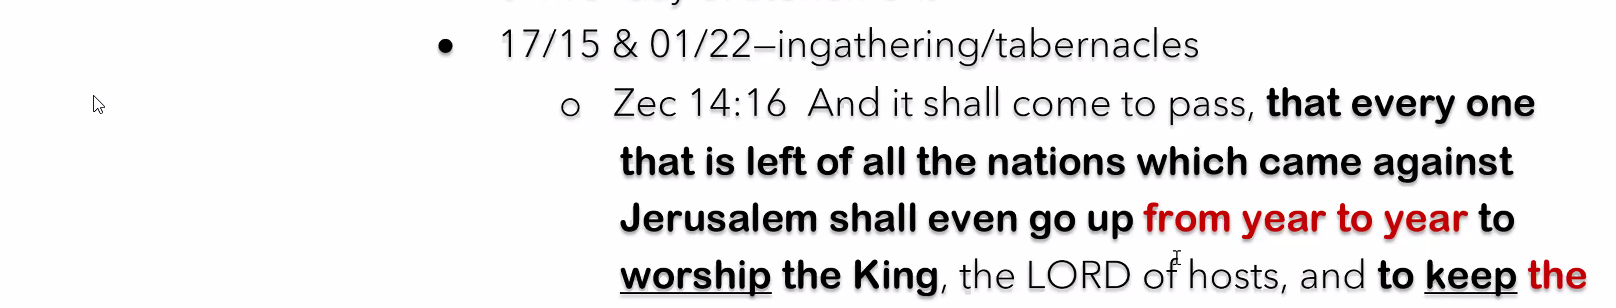 • 17/15 & 01/22—ingathering/tabernacles
o Zec 14:16 And it shall come to pass, that every one
that is left of all the nations which came against
Jerusalem shall even go up from year to year to
worship the King, the LORD of hosts, and to keep the